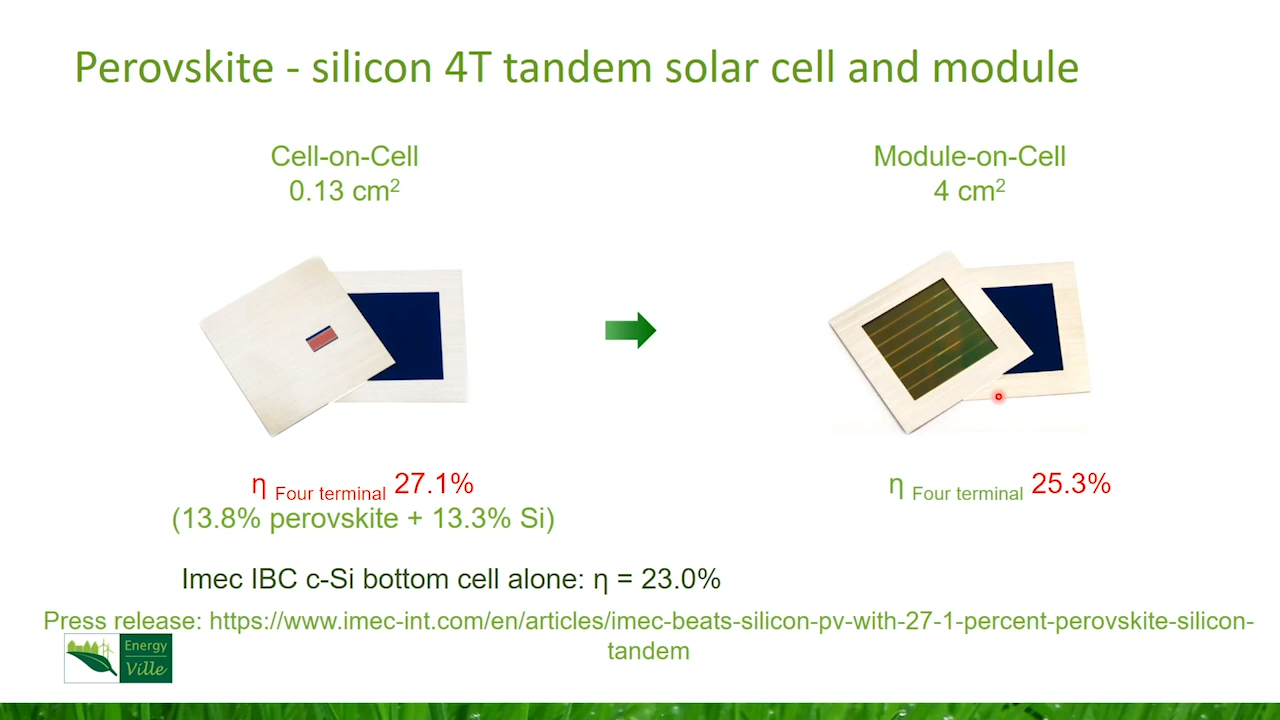 Perovskite - silicon 4T tandem solar cell and module
Cell-on-Cell
0.13 cm²
Module-on-Cell
4 cm²
η Four terminal 27.1%
(13.8% perovskite + 13.3% Si)
η Four terminal 25.3%
Imec IBC c-Si bottom cell alone: η = 23.0%
Press release: https://www.imec-int.com/en/articles/imec-beats-silicon-pv-with-27-1-percent-perovskite-silicon-
tandem
Energy
Ville